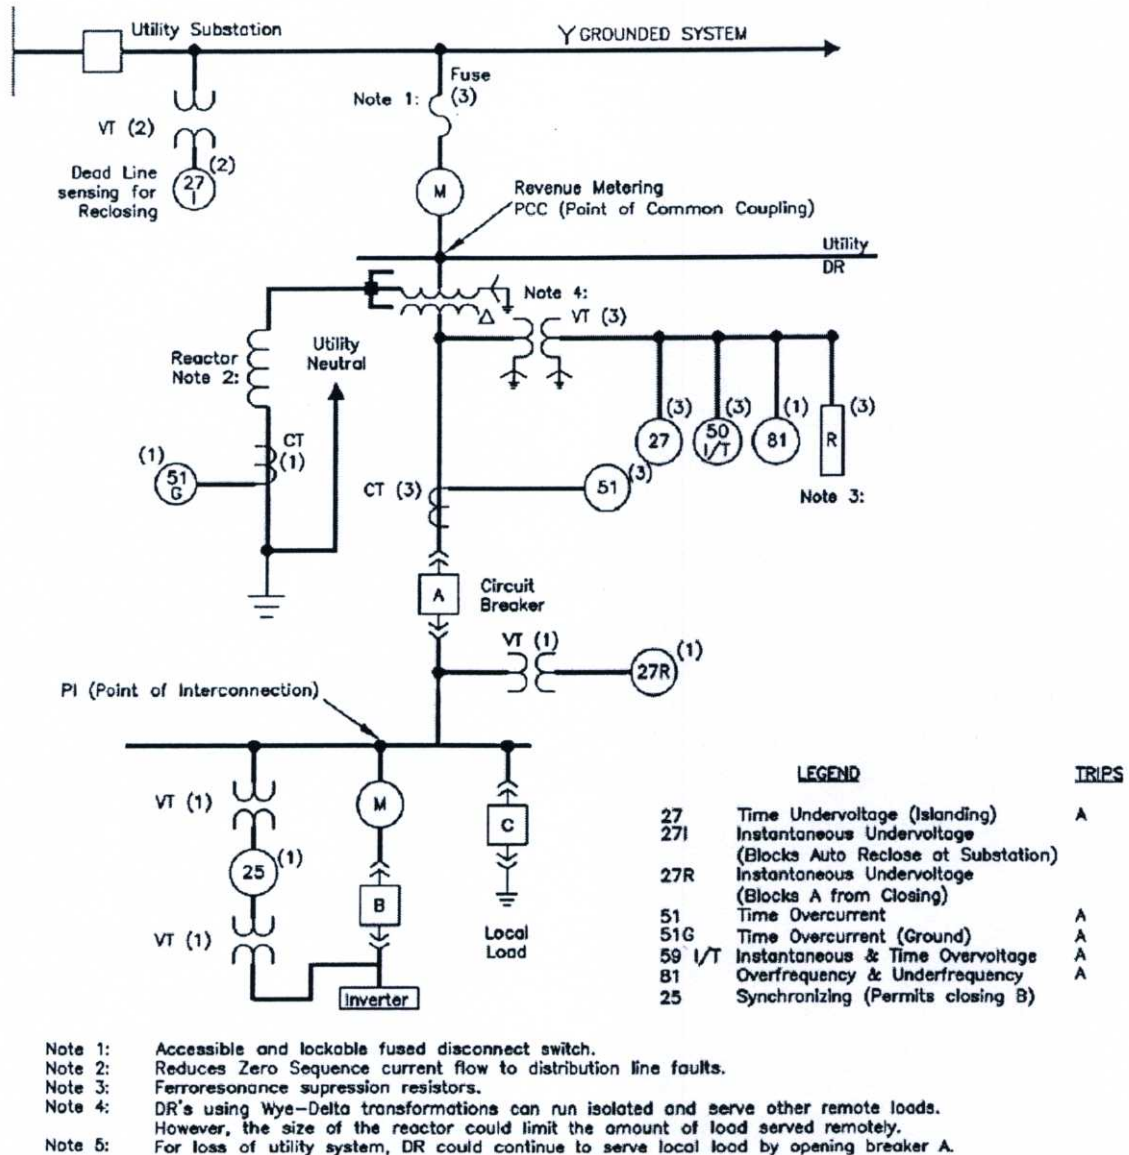 Utility Substation
Y GROUNDED SYSTEM
Fuse
(3)
Note 1:
VT (2)
(2)
Dead Line
sensing for
Reclosing
27
I
M
Revenue Metering
PCC (Point of Common Coupling)
Utility
DR
Note 4:
VT (3)
Δ
Reactor
Note 2:
Utility
Neutral
(3)
(3)
(1)
(3)
27
50
I/T
81
R
Note 3:
CT
(1)
(1)
51
G
CT (3)
51
(3)
A
Circuit
Breaker
VT (1)
27R
(1)
PI (Point of Interconnection)
VT (1)
M
C
25
(1)
B
VT (1)
Local
Load
Inverter
LEGEND TRIPS
27 Time Undervoltage (Islanding) A
27I Instantaneous Undervoltage
(Blocks Auto Reclose at Substation)
27R Instantaneous Undervoltage
(Blocks A from Closing)
51 Time Overcurrent A
51G Time Overcurrent (Ground) A
59 I/T Instantaneous & Time Overvoltage A
81 Overfrequency & Underfrequency A
25 Synchronizing (Permits closing B)
Note 1: Accessible and lockable fused disconnect switch.
Note 2: Reduces Zero Sequence current flow to distribution line faults.
Note 3: Ferroresonance supression resistors.
Note 4: DR's using Wye-Delta transformations can run isolated and serve other remote loads.
However, the size of the reactor could limit the amount of load served remotely.
Note 5: For loss of utility system, DR could continue to serve local load by opening breaker A.